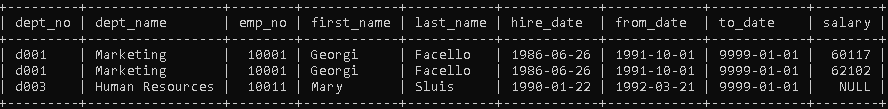 | dept_no | dept_name | emp_no | first_name | last_name | hire_date | from_date | to_date | salary |
| d001 | Marketing | 10001 | Georgi | Facello | 1986-06-26 | 1991-10-01 | 9999-01-01 | 60117
| d001 | Marketing | 10001 | Georgi | Facello | 1986-06-26 | 1991-10-01 | 9999-01-01 | 62102
| d003 | Human Resources | 10011 | Mary | Sluis | 1990-01-22 | 1992-03-21 | 9999-01-01 | NULL